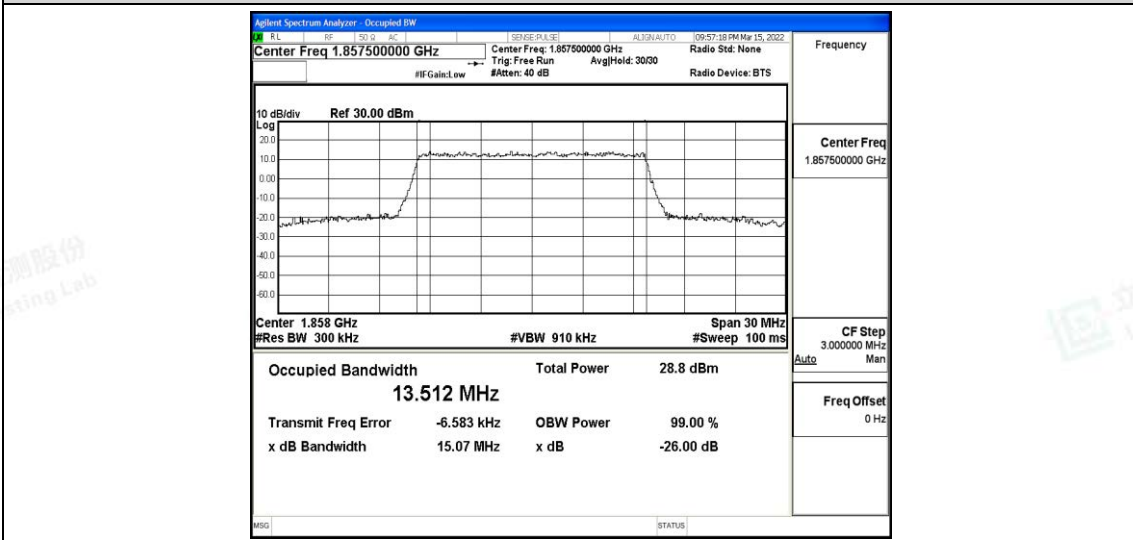 Agilent Spectrum Analyzer - Occupied BW
RL RF 50 Ω AC SENSE:PULSE ALIGN AUTO 09:57:18 PM Mar 15, 2022
Center Freq 1.857500000 GHz
Center Freq: 1.857500000 GHz
Radio Std: None
Trig: Free Run
Avg|Hold: 30/30
#IFGain:Low
#Atten: 40 dB
Radio Device: BTS
10 dB/div Ref 30.00 dBm
Log
20.0
10.0
0.00
-10.0
-20.0
-30.0
-40.0
-50.0
-60.0
Center 1.858 GHz
Span 30 MHz
#Res BW 300 kHz
#VBW 910 kHz
#Sweep 100 ms
Occupied Bandwidth
Total Power 28.8 dBm
13.512 MHz
Transmit Freq Error -6.583 kHz
OBW Power 99.00 %
x dB Bandwidth 15.07 MHz
x dB -26.00 dB
MSG
STATUS
Frequency
Center Freq
1.857500000 GHz
CF Step
3.000000 MHz
Auto Man
Freq Offset
0 Hz
测股份
sting Lab
立